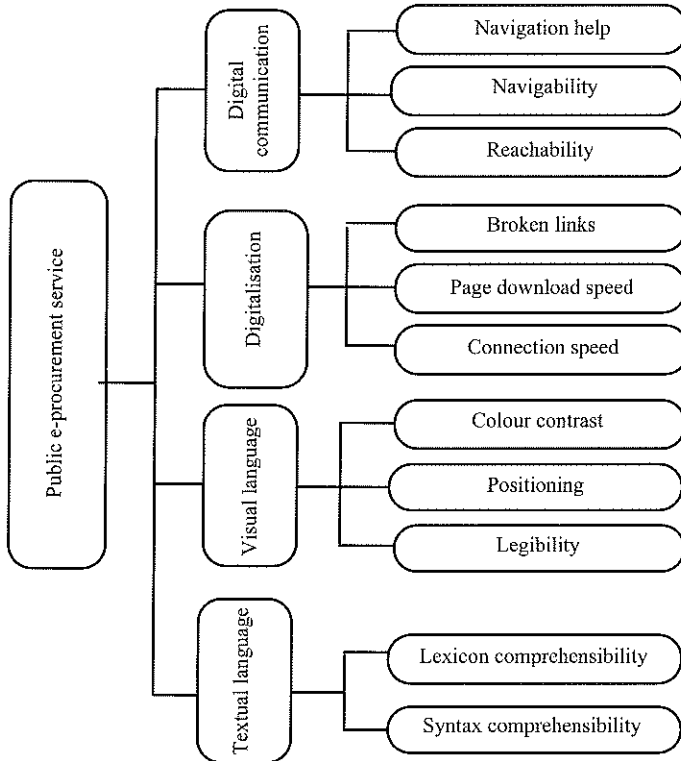 Public e-procurement service
Digital
communication
Navigation help
Navigability
Reachability
Digitalisation
Broken links
Page download speed
Connection speed
Visual language
Colour contrast
Positioning
Legibility
Textual language
Lexicon comprehensibility
Syntax comprehensibility